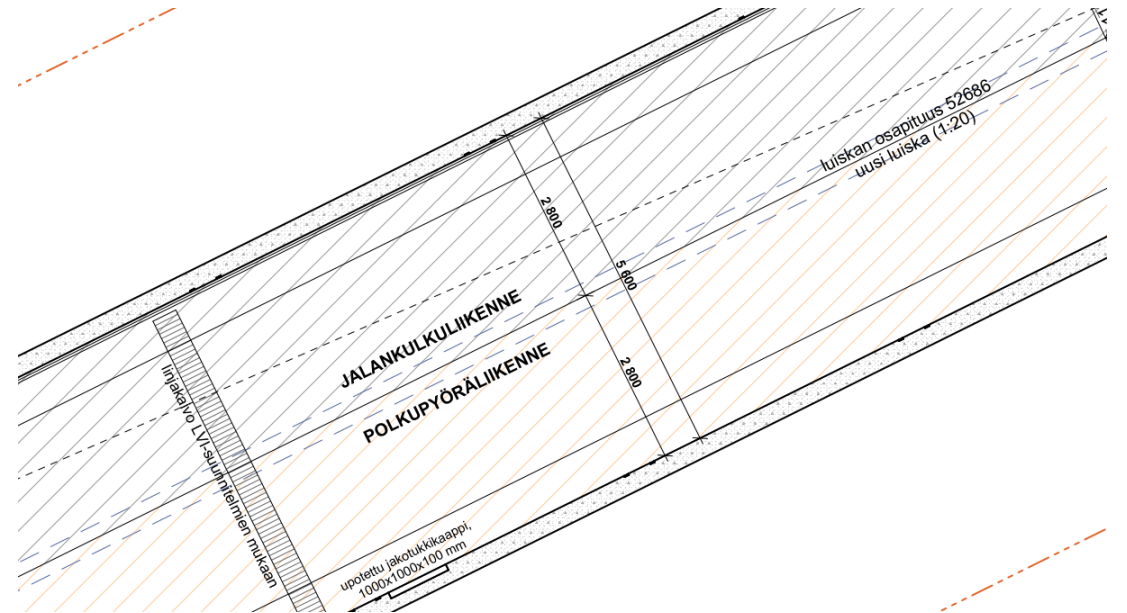 luiskan osapituus 52686
uusi luiska (1:20)
2 800
5 600
2 800
JALANKULKULIIKENNE
POLKUPYÖRÄLIIKENNE
linjakaivo LVI-suunnitelmien mukaan
upotettu jakotukkikaappi,
1000x1000x100 mm